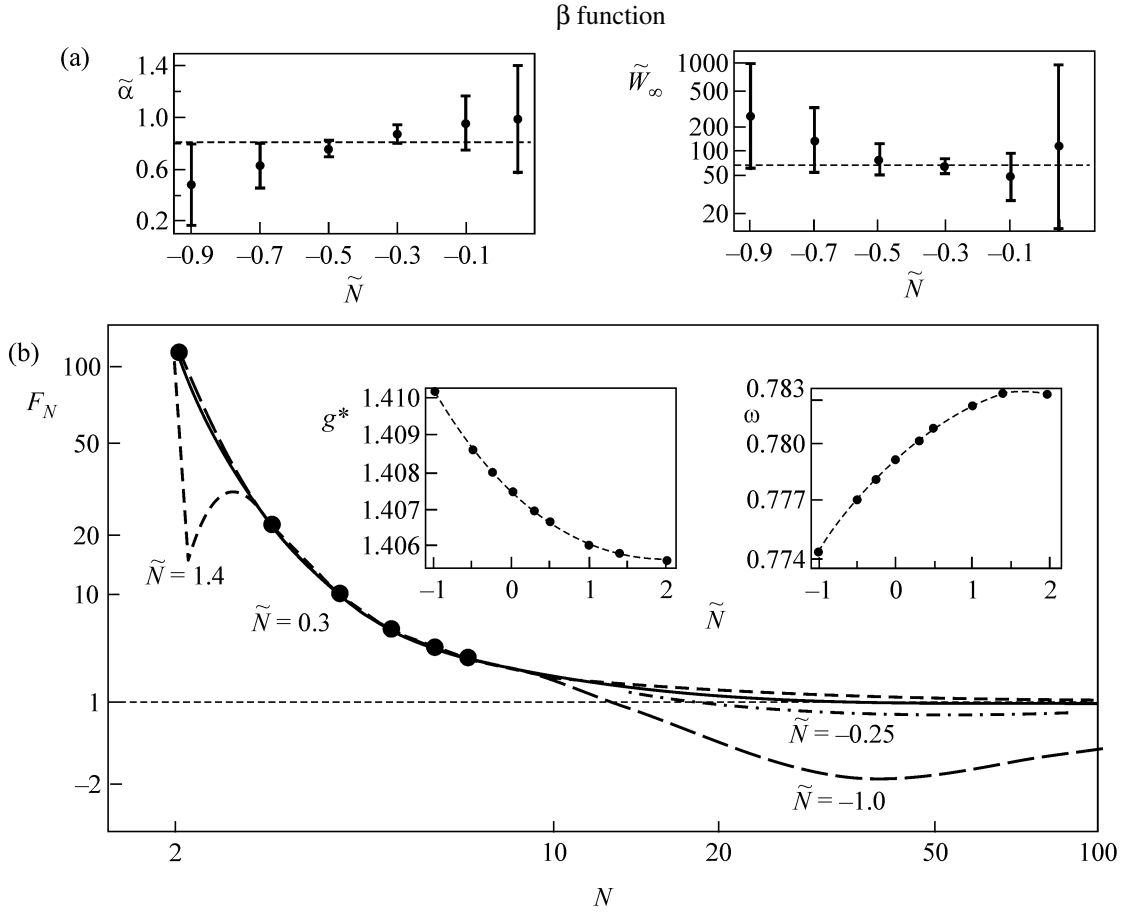 β function
(a)
α̃
1.4
1.0
0.6
0.2
–0.9 –0.7 –0.5 –0.3 –0.1
Ñ
W̃∞
1000
500
200
100
50
20
–0.9 –0.7 –0.5 –0.3 –0.1
Ñ
(b)
F_N
100
50
20
10
1
–2
g*
1.410
1.409
1.408
1.407
1.406
–1 0 1 2
ω
0.783
0.780
0.777
0.774
–1 0 1 2
Ñ
Ñ = 1.4
Ñ = 0.3
Ñ = –0.25
Ñ = –1.0
2 10 20 50 100
N